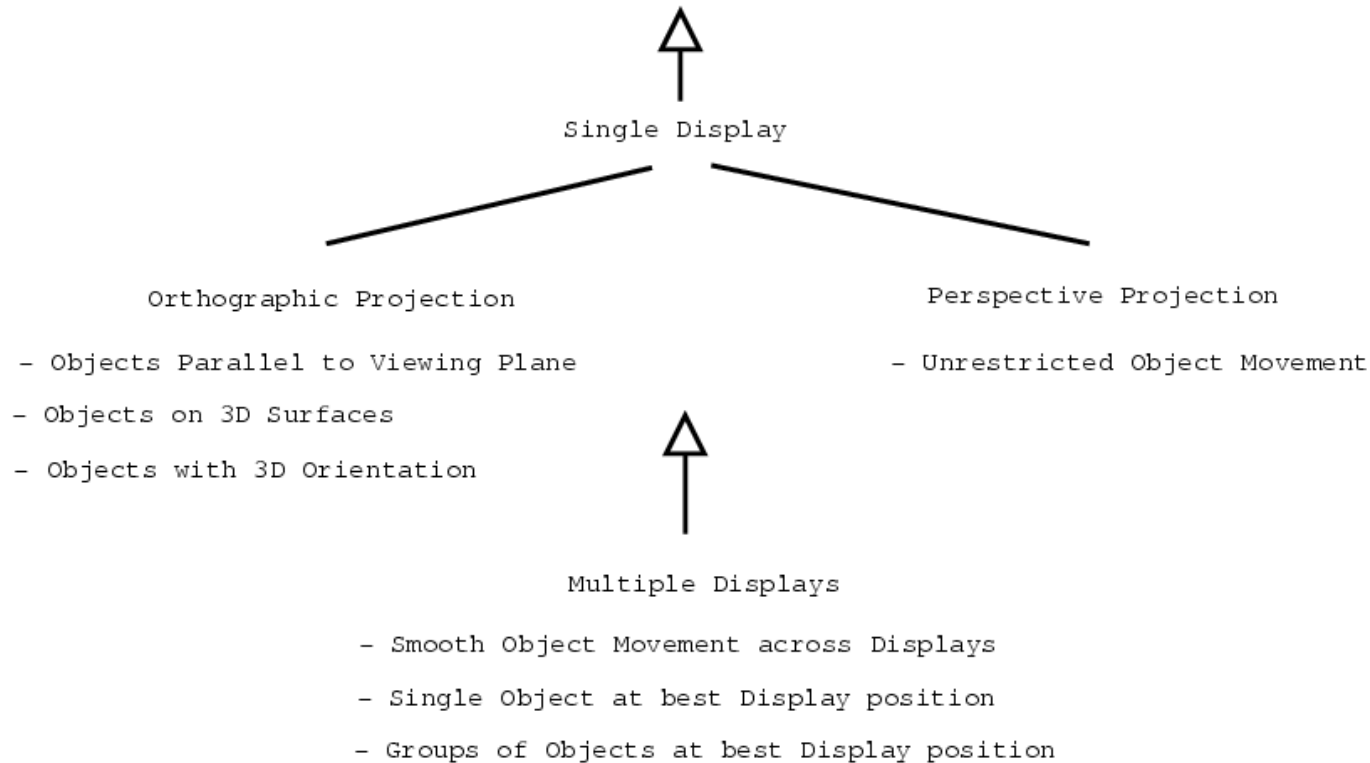 Single Display
Orthographic Projection
- Objects Parallel to Viewing Plane
- Objects on 3D Surfaces
- Objects with 3D Orientation
Perspective Projection
- Unrestricted Object Movement
Multiple Displays
- Smooth Object Movement across Displays
- Single Object at best Display position
- Groups of Objects at best Display position